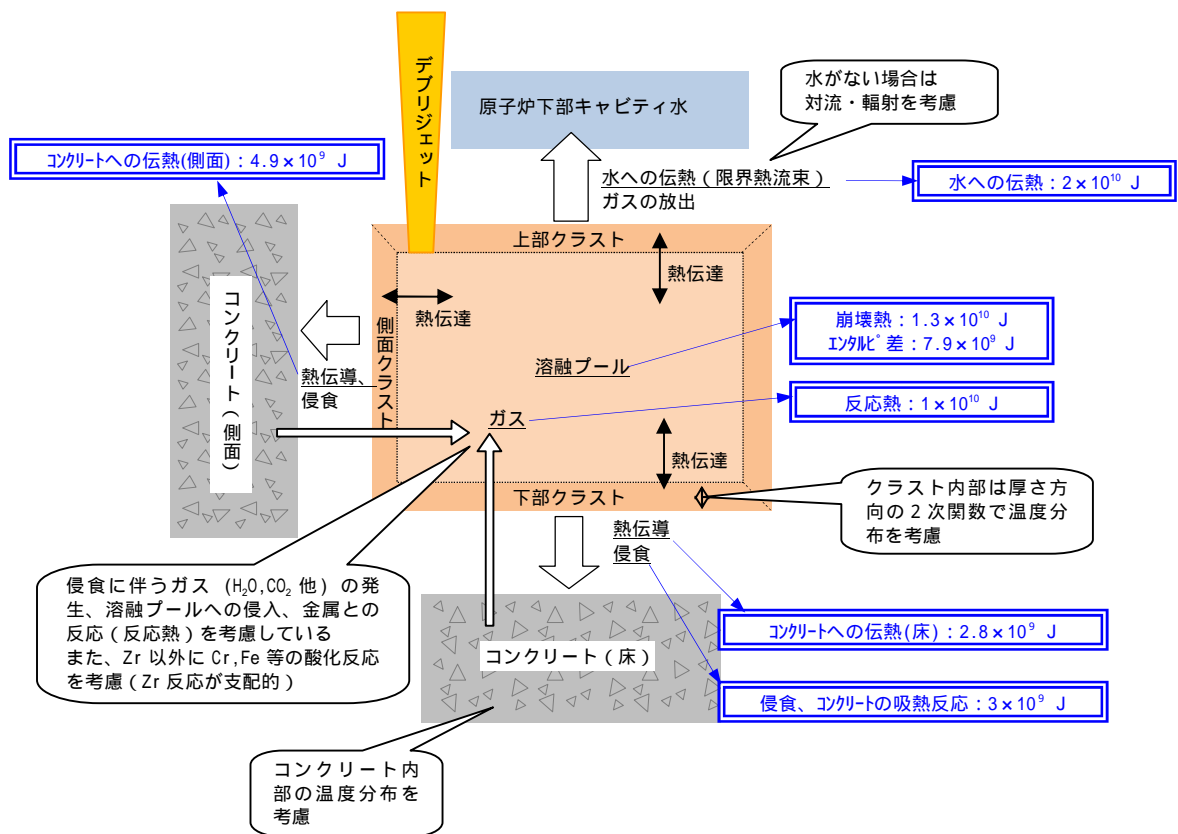 デブリジェット
原子炉下部キャビティ水
水がない場合は
対流・輻射を考慮
コンクリートへの伝熱(側面)：4.9×10⁹ J
水への伝熱（限界熱流束）
ガスの放出
水への伝熱：2×10¹⁰ J
上部クラスト
熱伝達
熱伝達
コンクリート（側面）
側面クラスト
熱伝導、
侵食
溶融プール
崩壊熱：1.3×10¹⁰ J
エンタルピ差：7.9×10⁹ J
ガス
反応熱：1×10¹⁰ J
熱伝達
下部クラスト
クラスト内部は厚さ方
向の２次関数で温度分
布を考慮
熱伝導
侵食
侵食に伴うガス (H₂O,CO₂ 他) の発
生、溶融プールへの侵入、金属との
反応（反応熱）を考慮している
また、Zr 以外に Cr,Fe 等の酸化反応
を考慮（Zr 反応が支配的）
コンクリート（床）
コンクリートへの伝熱(床)：2.8×10⁹ J
侵食、コンクリートの吸熱反応：3×10⁹ J
コンクリート内
部の温度分布を
考慮